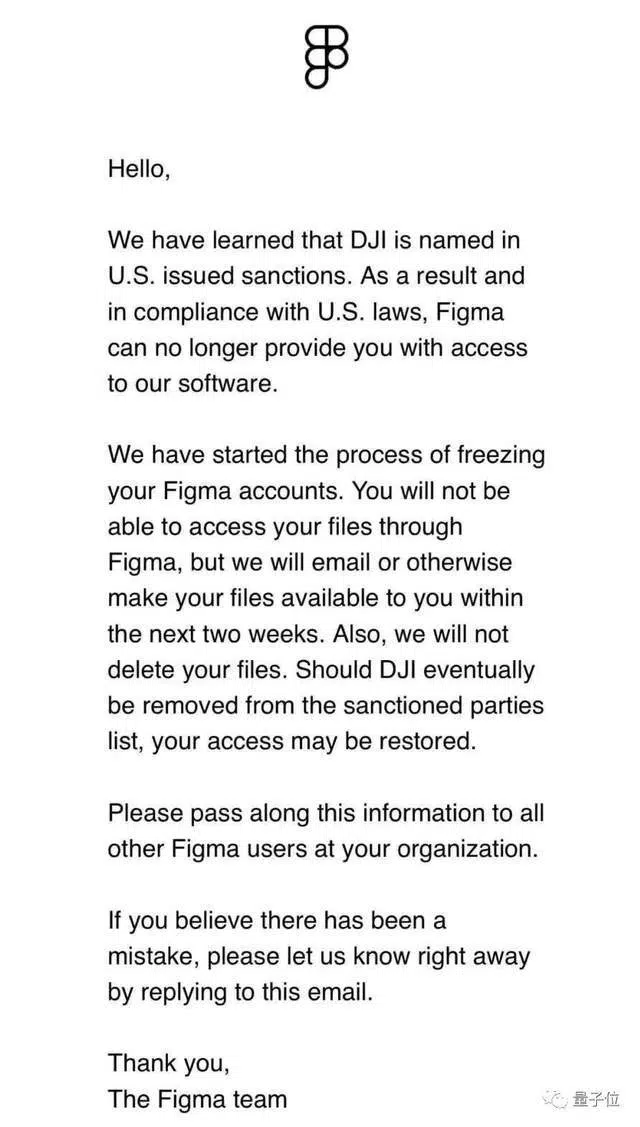 Hello,
We have learned that DJI is named in
U.S. issued sanctions. As a result and
in compliance with U.S. laws, Figma
can no longer provide you with access
to our software.
We have started the process of freezing
your Figma accounts. You will not be
able to access your files through
Figma, but we will email or otherwise
make your files available to you within
the next two weeks. Also, we will not
delete your files. Should DJI eventually
be removed from the sanctioned parties
list, your access may be restored.
Please pass along this information to all
other Figma users at your organization.
If you believe there has been a
mistake, please let us know right away
by replying to this email.
Thank you,
The Figma team
量子位